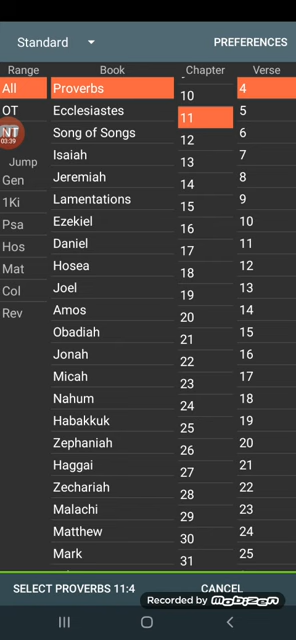 Standard
PREFERENCES
Range Book Chapter Verse
All Proverbs 10 4
OT Ecclesiastes 11 5
NT Song of Songs 12 6
03:39
Jump Isaiah 13 7
Gen Jeremiah 14 8
1Ki Lamentations 15 9
Psa Ezekiel 16 10
Hos Daniel 17 11
Mat Hosea 18 12
Col Joel 19 13
Rev Amos 20 14
Obadiah 21 15
Jonah 22 16
Micah 23 17
Nahum 24 18
Habakkuk 25 19
Zephaniah 26 20
Haggai 27 21
Zechariah 28 22
Malachi 29 23
Matthew 30 24
Mark 31 25
SELECT PROVERBS 11:4 CANCEL
Recorded by mobizen